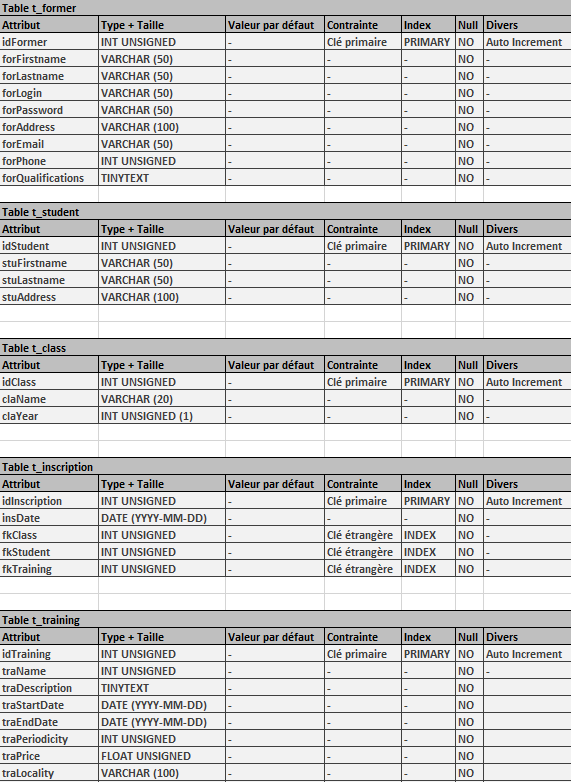 Table t_former
Attribut Type + Taille Valeur par défaut Contrainte Index Null Divers
idFormer INT UNSIGNED - Clé primaire PRIMARY NO Auto Increment
forFirstname VARCHAR (50) - - - NO -
forLastname VARCHAR (50) - - - NO -
forLogin VARCHAR (50) - - - NO -
forPassword VARCHAR (50) - - - NO -
forAddress VARCHAR (100) - - - NO -
forEmail VARCHAR (50) - - - NO -
forPhone INT UNSIGNED - - - NO -
forQualifications TINYTEXT - - - NO -
Table t_student
Attribut Type + Taille Valeur par défaut Contrainte Index Null Divers
idStudent INT UNSIGNED - Clé primaire PRIMARY NO Auto Increment
stuFirstname VARCHAR (50) - - - NO -
stuLastname VARCHAR (50) - - - NO -
stuAddress VARCHAR (100) - - - NO -
Table t_class
Attribut Type + Taille Valeur par défaut Contrainte Index Null Divers
idClass INT UNSIGNED - Clé primaire PRIMARY NO Auto Increment
claName VARCHAR (20) - - - NO -
claYear INT UNSIGNED (1) - - - NO -
Table t_inscription
Attribut Type + Taille Valeur par défaut Contrainte Index Null Divers
idInscription INT UNSIGNED - Clé primaire PRIMARY NO Auto Increment
insDate DATE (YYYY-MM-DD) - - - NO -
fkClass INT UNSIGNED - Clé étrangère INDEX NO -
fkStudent INT UNSIGNED - Clé étrangère INDEX NO -
fkTraining INT UNSIGNED - Clé étrangère INDEX NO -
Table t_training
Attribut Type + Taille Valeur par défaut Contrainte Index Null Divers
idTraining INT UNSIGNED - Clé primaire PRIMARY NO Auto Increment
traName INT UNSIGNED - - - NO -
traDescription TINYTEXT - - - NO
traStartDate DATE (YYYY-MM-DD) - - - NO
traEndDate DATE (YYYY-MM-DD) - - - NO
traPeriodicity INT UNSIGNED - - - NO
traPrice FLOAT UNSIGNED - - - NO
traLocality VARCHAR (100) - - - NO